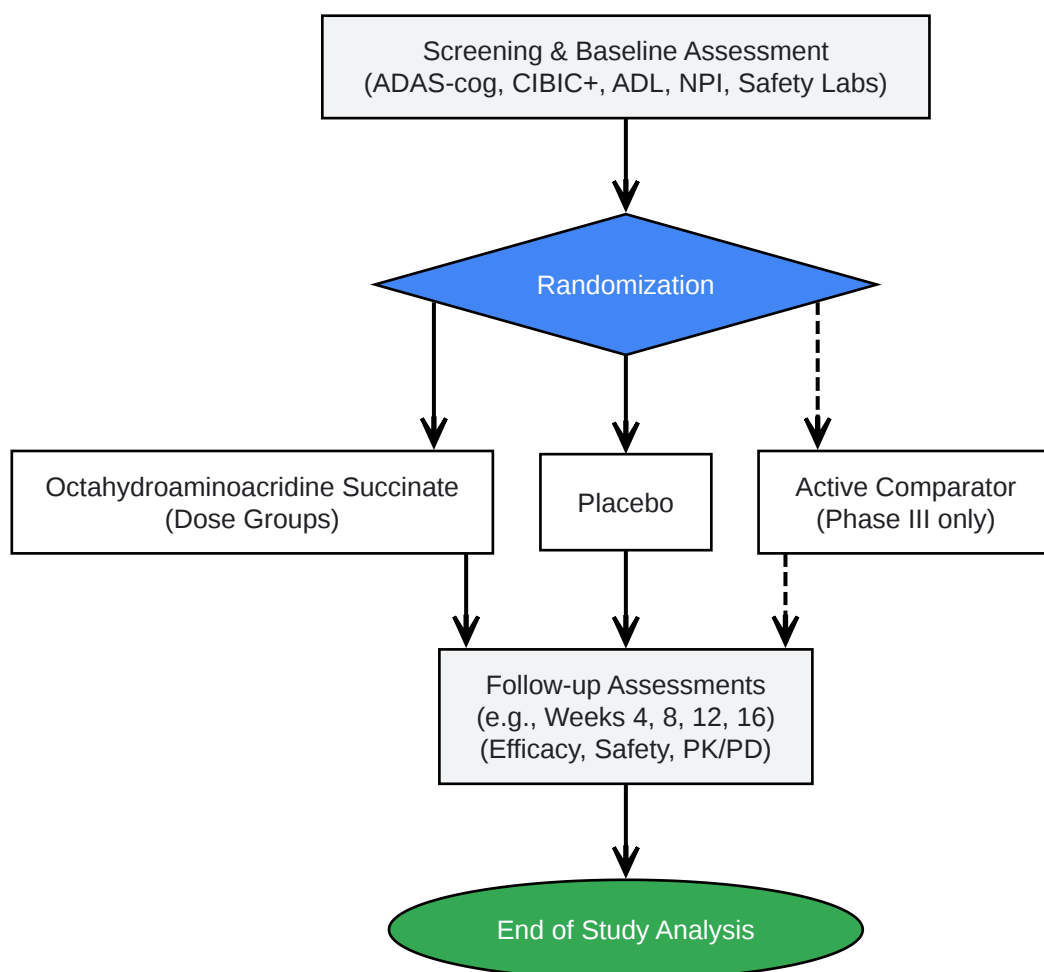 Screening & Baseline Assessment
(ADAS-cog, CIBIC+, ADL, NPI, Safety Labs)
Randomization
Octahydroaminoacridine Succinate
(Dose Groups)
Placebo
Active Comparator
(Phase III only)
Follow-up Assessments
(e.g., Weeks 4, 8, 12, 16)
(Efficacy, Safety, PK/PD)
End of Study Analysis